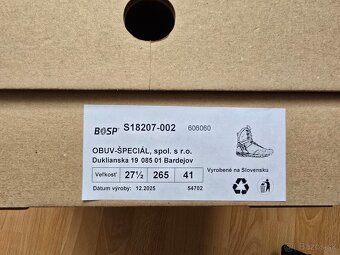 BOSP® S18207-002 606060
OBUV-ŠPECIÁL, spol. s r.o.
Duklianska 19 085 01 Bardejov
Veľkosť 27½ 265 41
Vyrobené na Slovensku
Dátum výroby: 12.2025 54702